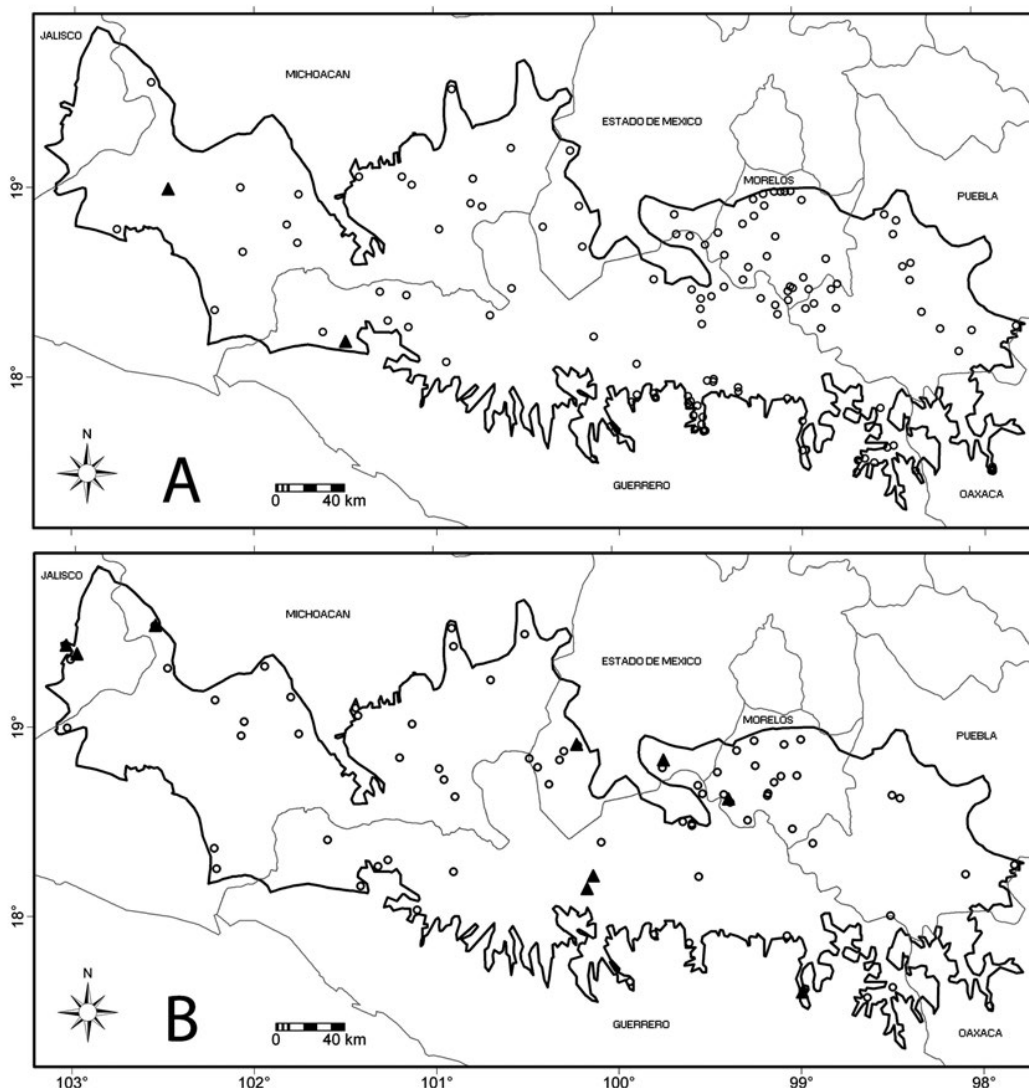 JALISCO
MICHOACAN
ESTADO DE MEXICO
MORELOS
PUEBLA
19°
18°
N
A
0 40 km
GUERRERO
OAXACA
JALISCO
MICHOACAN
ESTADO DE MEXICO
MORELOS
PUEBLA
19°
18°
N
B
0 40 km
GUERRERO
OAXACA
103° 102° 101° 100° 99° 98°